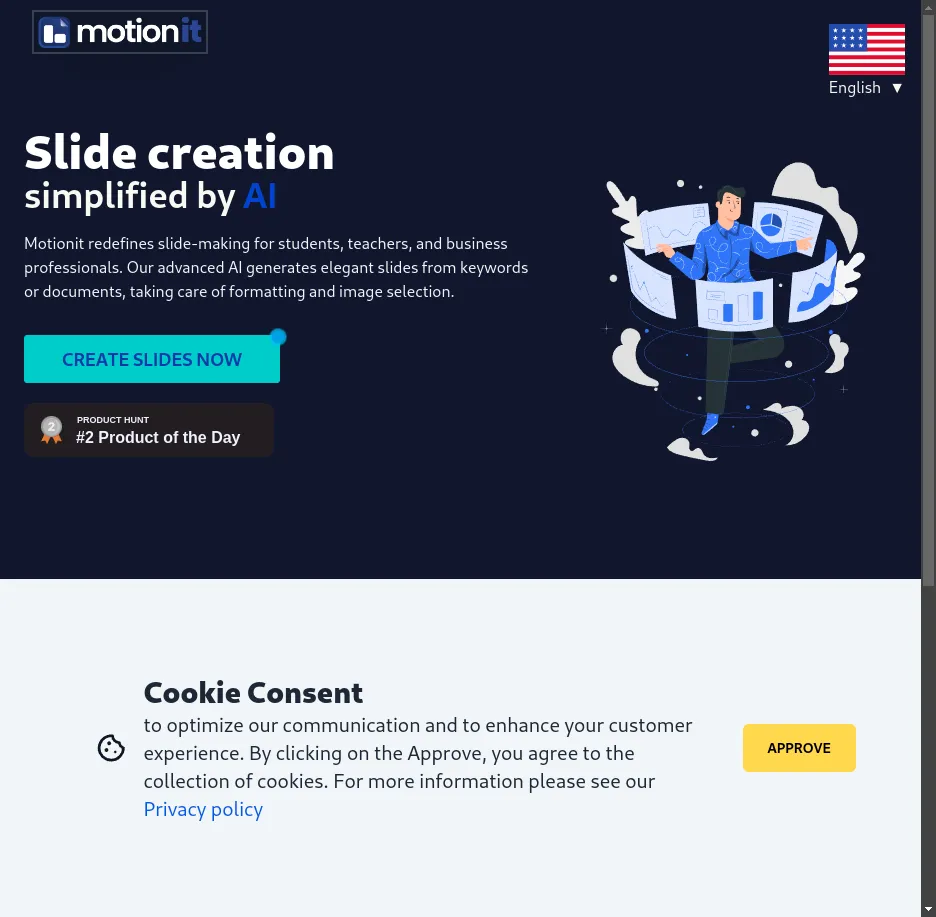 motionit
English ▼
Slide creation
simplified by AI
Motionit redefines slide-making for students, teachers, and business
professionals. Our advanced AI generates elegant slides from keywords
or documents, taking care of formatting and image selection.
CREATE SLIDES NOW
2
PRODUCT HUNT
#2 Product of the Day
Cookie Consent
to optimize our communication and to enhance your customer
experience. By clicking on the Approve, you agree to the
collection of cookies. For more information please see our
Privacy policy
APPROVE